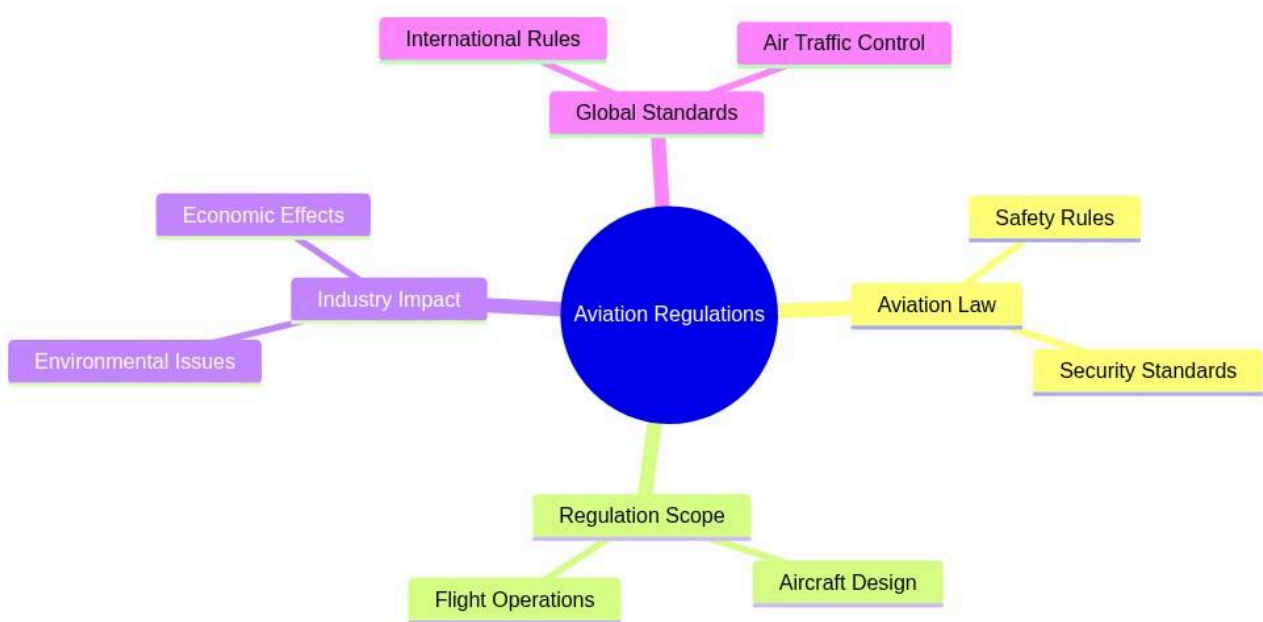 International Rules
Air Traffic Control
Global Standards
Economic Effects
Safety Rules
Industry Impact
Aviation Regulations
Aviation Law
Environmental Issues
Security Standards
Regulation Scope
Flight Operations
Aircraft Design